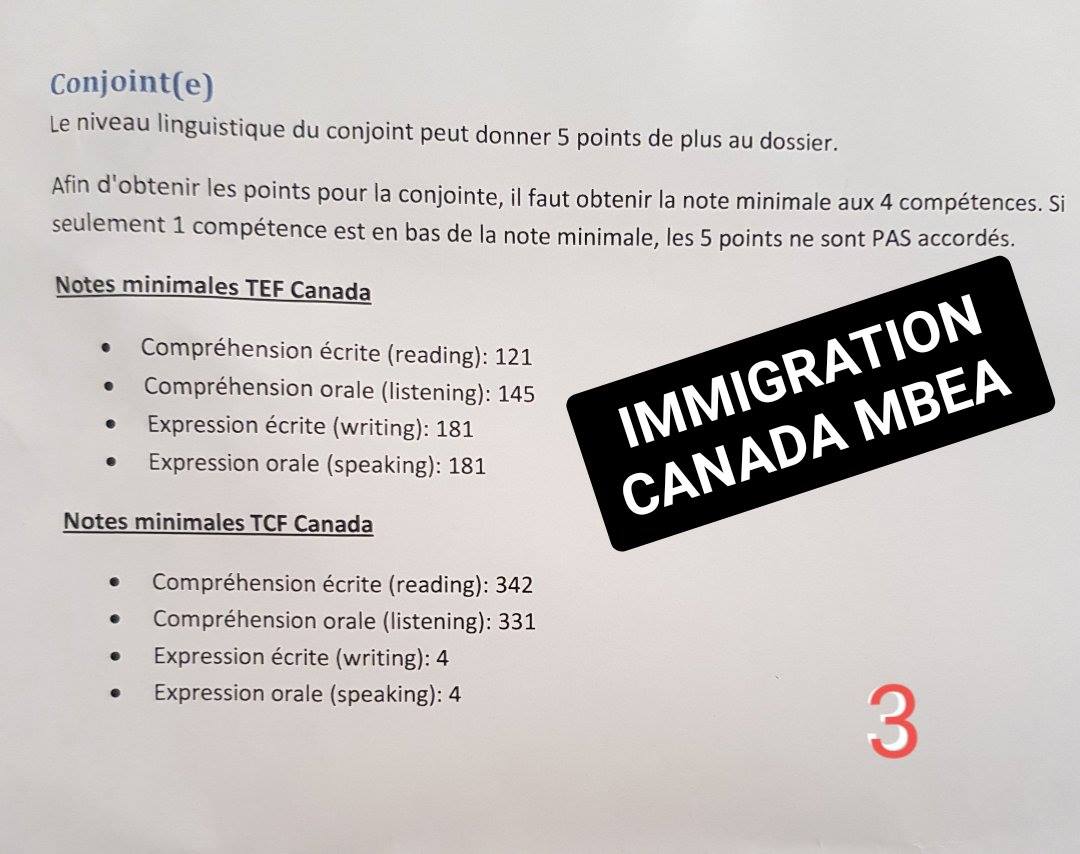 Conjoint(e)
Le niveau linguistique du conjoint peut donner 5 points de plus au dossier.
Afin d'obtenir les points pour la conjointe, il faut obtenir la note minimale aux 4 compétences. Si
seulement 1 compétence est en bas de la note minimale, les 5 points ne sont PAS accordés.
Notes minimales TEF Canada
• Compréhension écrite (reading): 121
• Compréhension orale (listening): 145
• Expression écrite (writing): 181
• Expression orale (speaking): 181
IMMIGRATION
CANADA MBEA
Notes minimales TCF Canada
• Compréhension écrite (reading): 342
• Compréhension orale (listening): 331
• Expression écrite (writing): 4
• Expression orale (speaking): 4
3